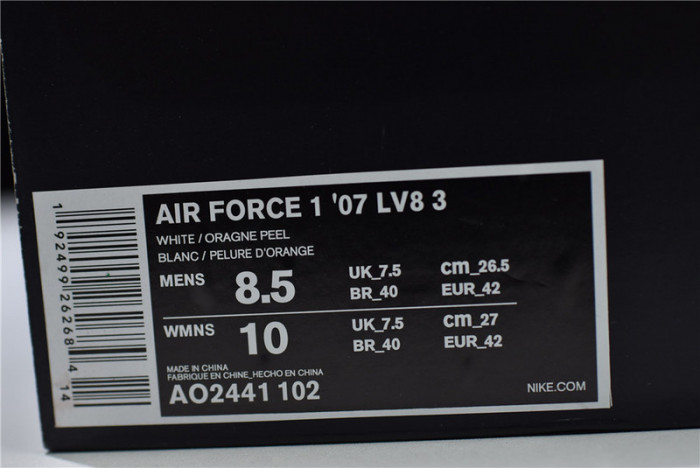 AIR FORCE 1 '07 LV8 3
WHITE / ORAGNE PEEL
BLANC / PELURE D'ORANGE
MENS 8.5 UK_7.5 cm_26.5
BR_40 EUR_42
WMNS 10 UK_7.5 cm_27
BR_40 EUR_42
MADE IN CHINA
FABRIQUE EN CHINE_HECHO EN CHINA
AO2441 102
NIKE.COM
1 92499 26268 4 14